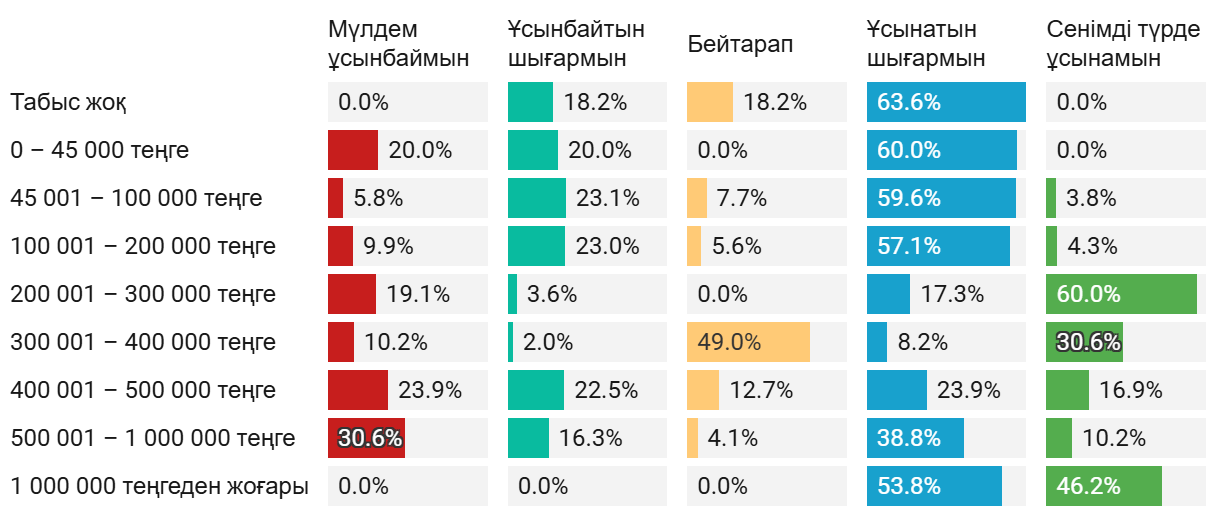 Мүлдем ұсынбаймын
Ұсынбайтын шығармын
Бейтарап
Ұсынатын шығармын
Сенімді түрде ұсынамын
Табыс жоқ 0.0% 18.2% 18.2% 63.6% 0.0%
0 – 45 000 теңге 20.0% 20.0% 0.0% 60.0% 0.0%
45 001 – 100 000 теңге 5.8% 23.1% 7.7% 59.6% 3.8%
100 001 – 200 000 теңге 9.9% 23.0% 5.6% 57.1% 4.3%
200 001 – 300 000 теңге 19.1% 3.6% 0.0% 17.3% 60.0%
300 001 – 400 000 теңге 10.2% 2.0% 49.0% 8.2% 30.6%
400 001 – 500 000 теңге 23.9% 22.5% 12.7% 23.9% 16.9%
500 001 – 1 000 000 теңге 30.6% 16.3% 4.1% 38.8% 10.2%
1 000 000 теңгеден жоғары 0.0% 0.0% 0.0% 53.8% 46.2%